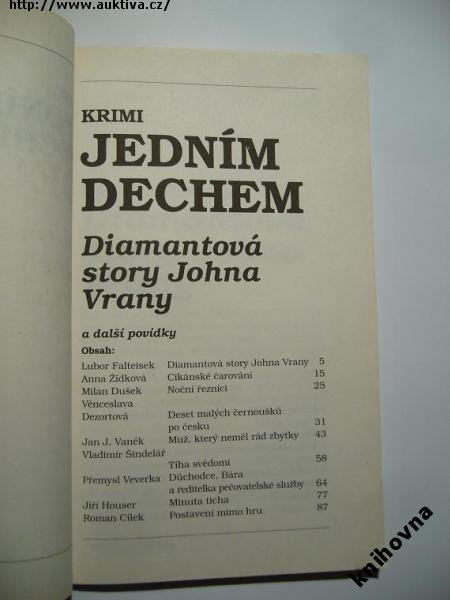 http://www.auktiva.cz/
KRIMI
JEDNÍM
DECHEM
Diamantová
story Johna
Vrany
a další povídky
Obsah:
Lubor Falteisek Diamantová story Johna Vrany 5
Anna Žídková Cikánské čarování 15
Milan Dušek Noční řezníci 25
Věnceslava
Dezortová Deset malých černoušků
po česku 31
Jan J. Vaněk Muž, který neměl rád zbytky 43
Vladimír Šindelář
Tíha svědomí 58
Přemysl Veverka Důchodce, Bára
a ředitelka pečovatelské služby 64
Jiří Houser Minuta ticha 77
Roman Cílek Postavení mimo hru 87
knihovna